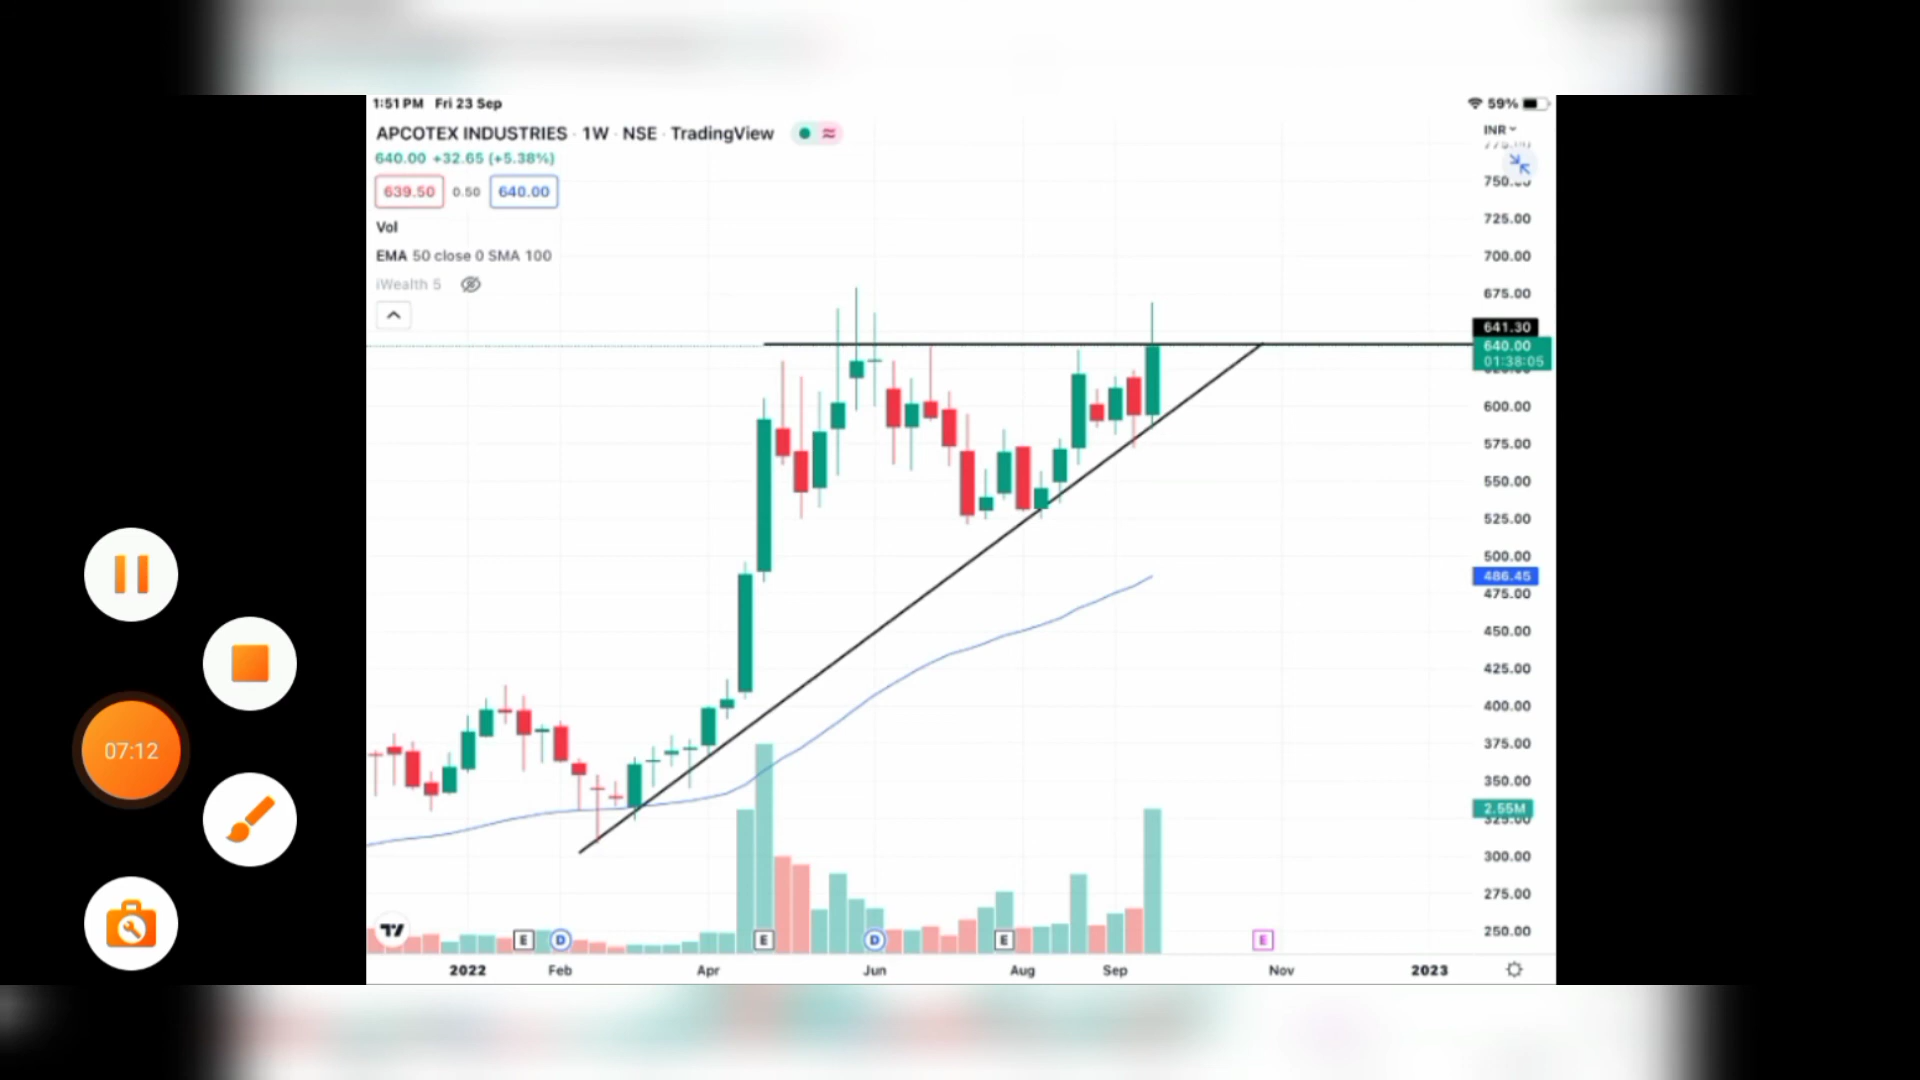 1:51 PM Fri 23 Sep
59%
APCOTEX INDUSTRIES · 1W · NSE · TradingView
INR
640.00 +32.65 (+5.38%)
639.50 0.50 640.00
Vol
EMA 50 close 0 SMA 100
iWealth 5
725.00
700.00
675.00
641.30
640.00
01:38:05
600.00
575.00
550.00
525.00
500.00
486.45
475.00
450.00
425.00
400.00
375.00
350.00
2.55M
325.00
300.00
275.00
250.00
E D E D E E
2022 Feb Apr Jun Aug Sep Nov 2023
07:12